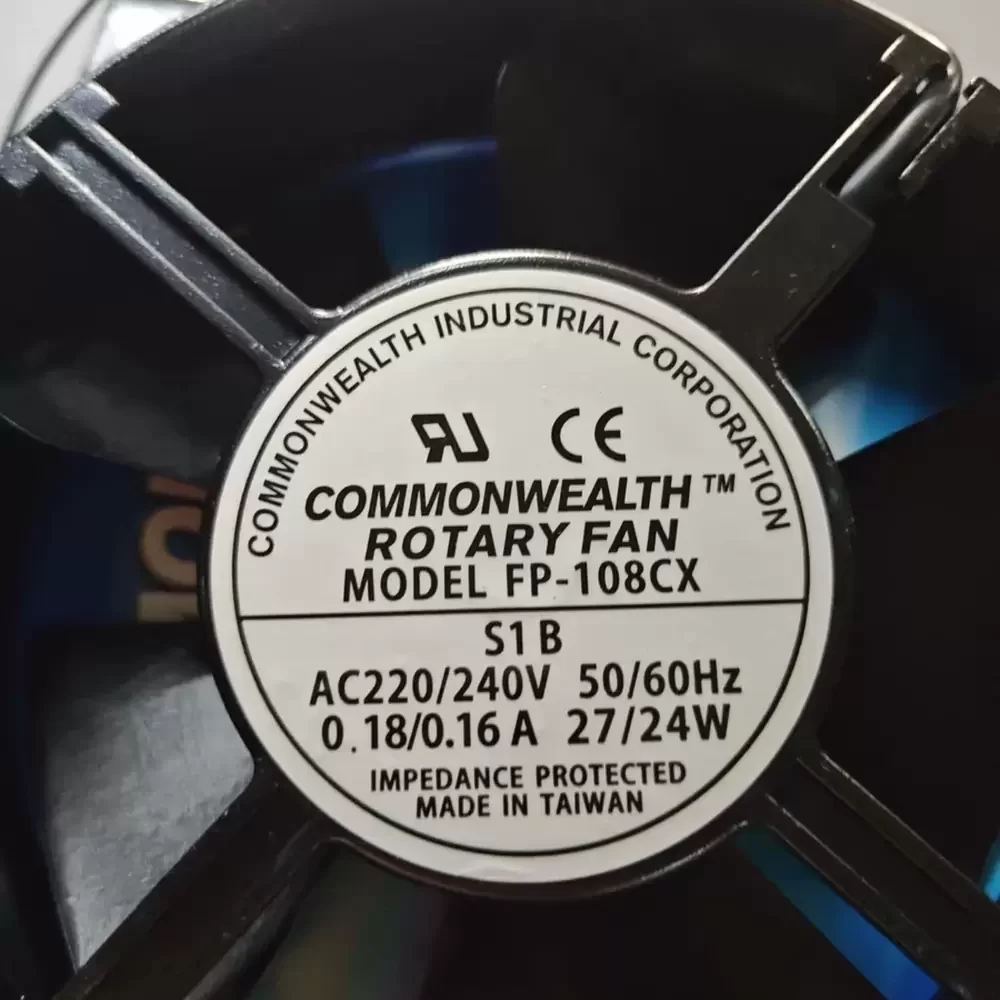 COMMONWEALTH INDUSTRIAL CORPORATION
CE
COMMONWEALTH™
ROTARY FAN
MODEL FP-108CX
S1B
AC220/240V 50/60Hz
0.18/0.16A 27/24W
IMPEDANCE PROTECTED
MADE IN TAIWAN